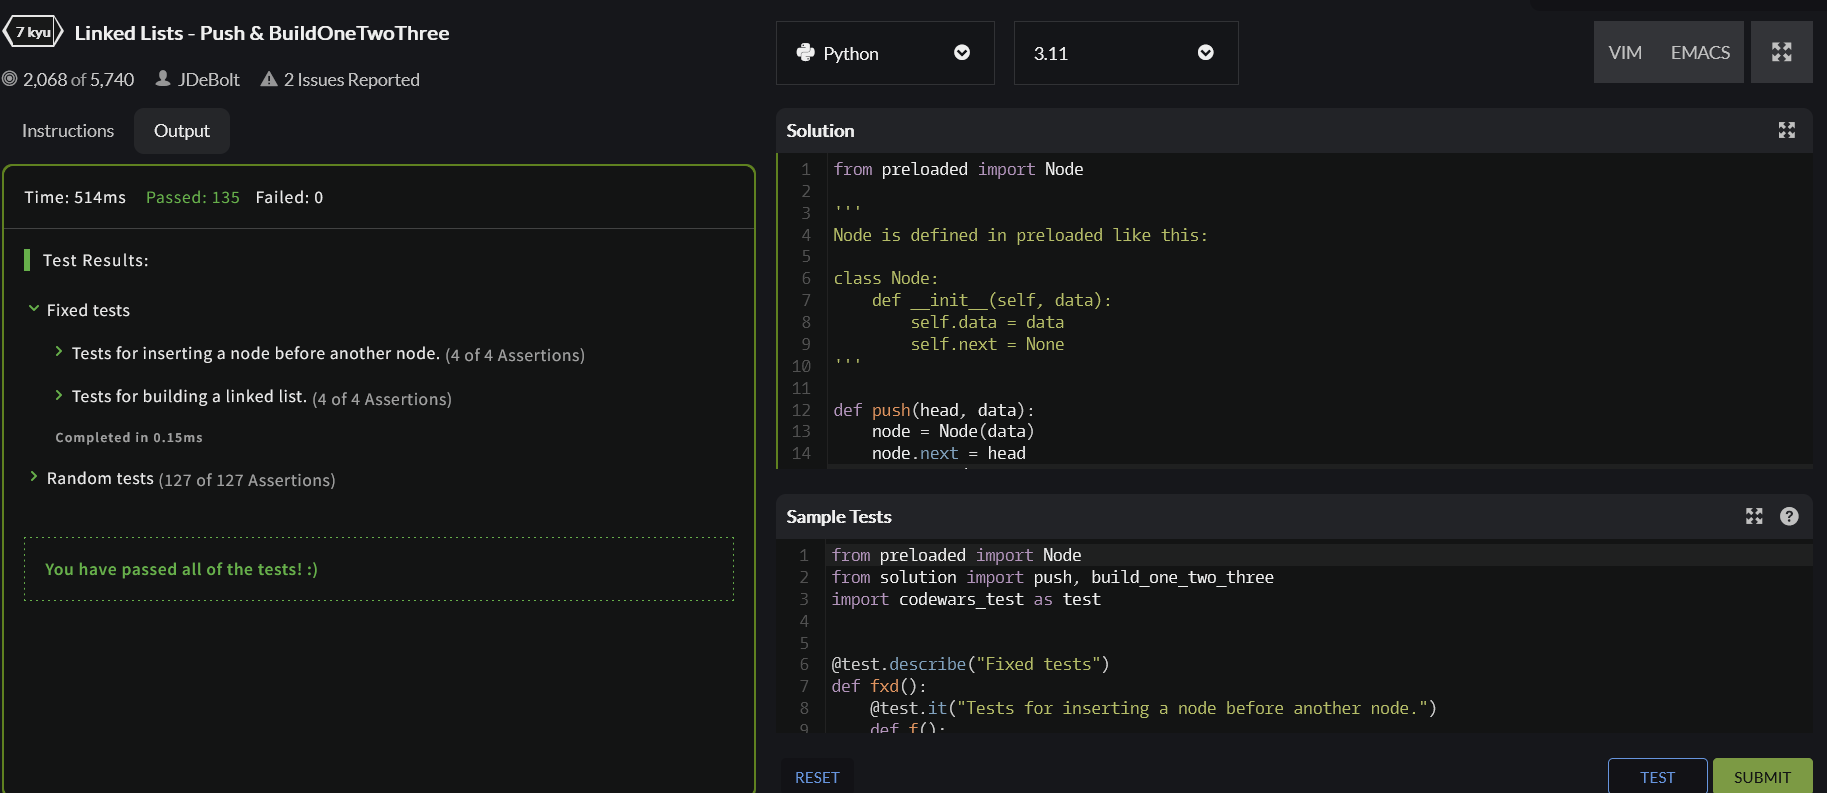 7 kyu
Linked Lists - Push & BuildOneTwoThree
2,068 of 5,740 JDeBolt 2 Issues Reported
Instructions Output
Time: 514ms Passed: 135 Failed: 0
Test Results:
Fixed tests
Tests for inserting a node before another node. (4 of 4 Assertions)
Tests for building a linked list. (4 of 4 Assertions)
Completed in 0.15ms
Random tests (127 of 127 Assertions)
You have passed all of the tests! :)
Python 3.11 VIM EMACS
Solution
1 from preloaded import Node
2
3 '''
4 Node is defined in preloaded like this:
5
6 class Node:
7     def __init__(self, data):
8         self.data = data
9         self.next = None
10 '''
11
12 def push(head, data):
13     node = Node(data)
14     node.next = head
Sample Tests
?
1 from preloaded import Node
2 from solution import push, build_one_two_three
3 import codewars_test as test
4
5
6 @test.describe("Fixed tests")
7 def fxd():
8     @test.it("Tests for inserting a node before another node.")
9     def f():
RESET TEST SUBMIT